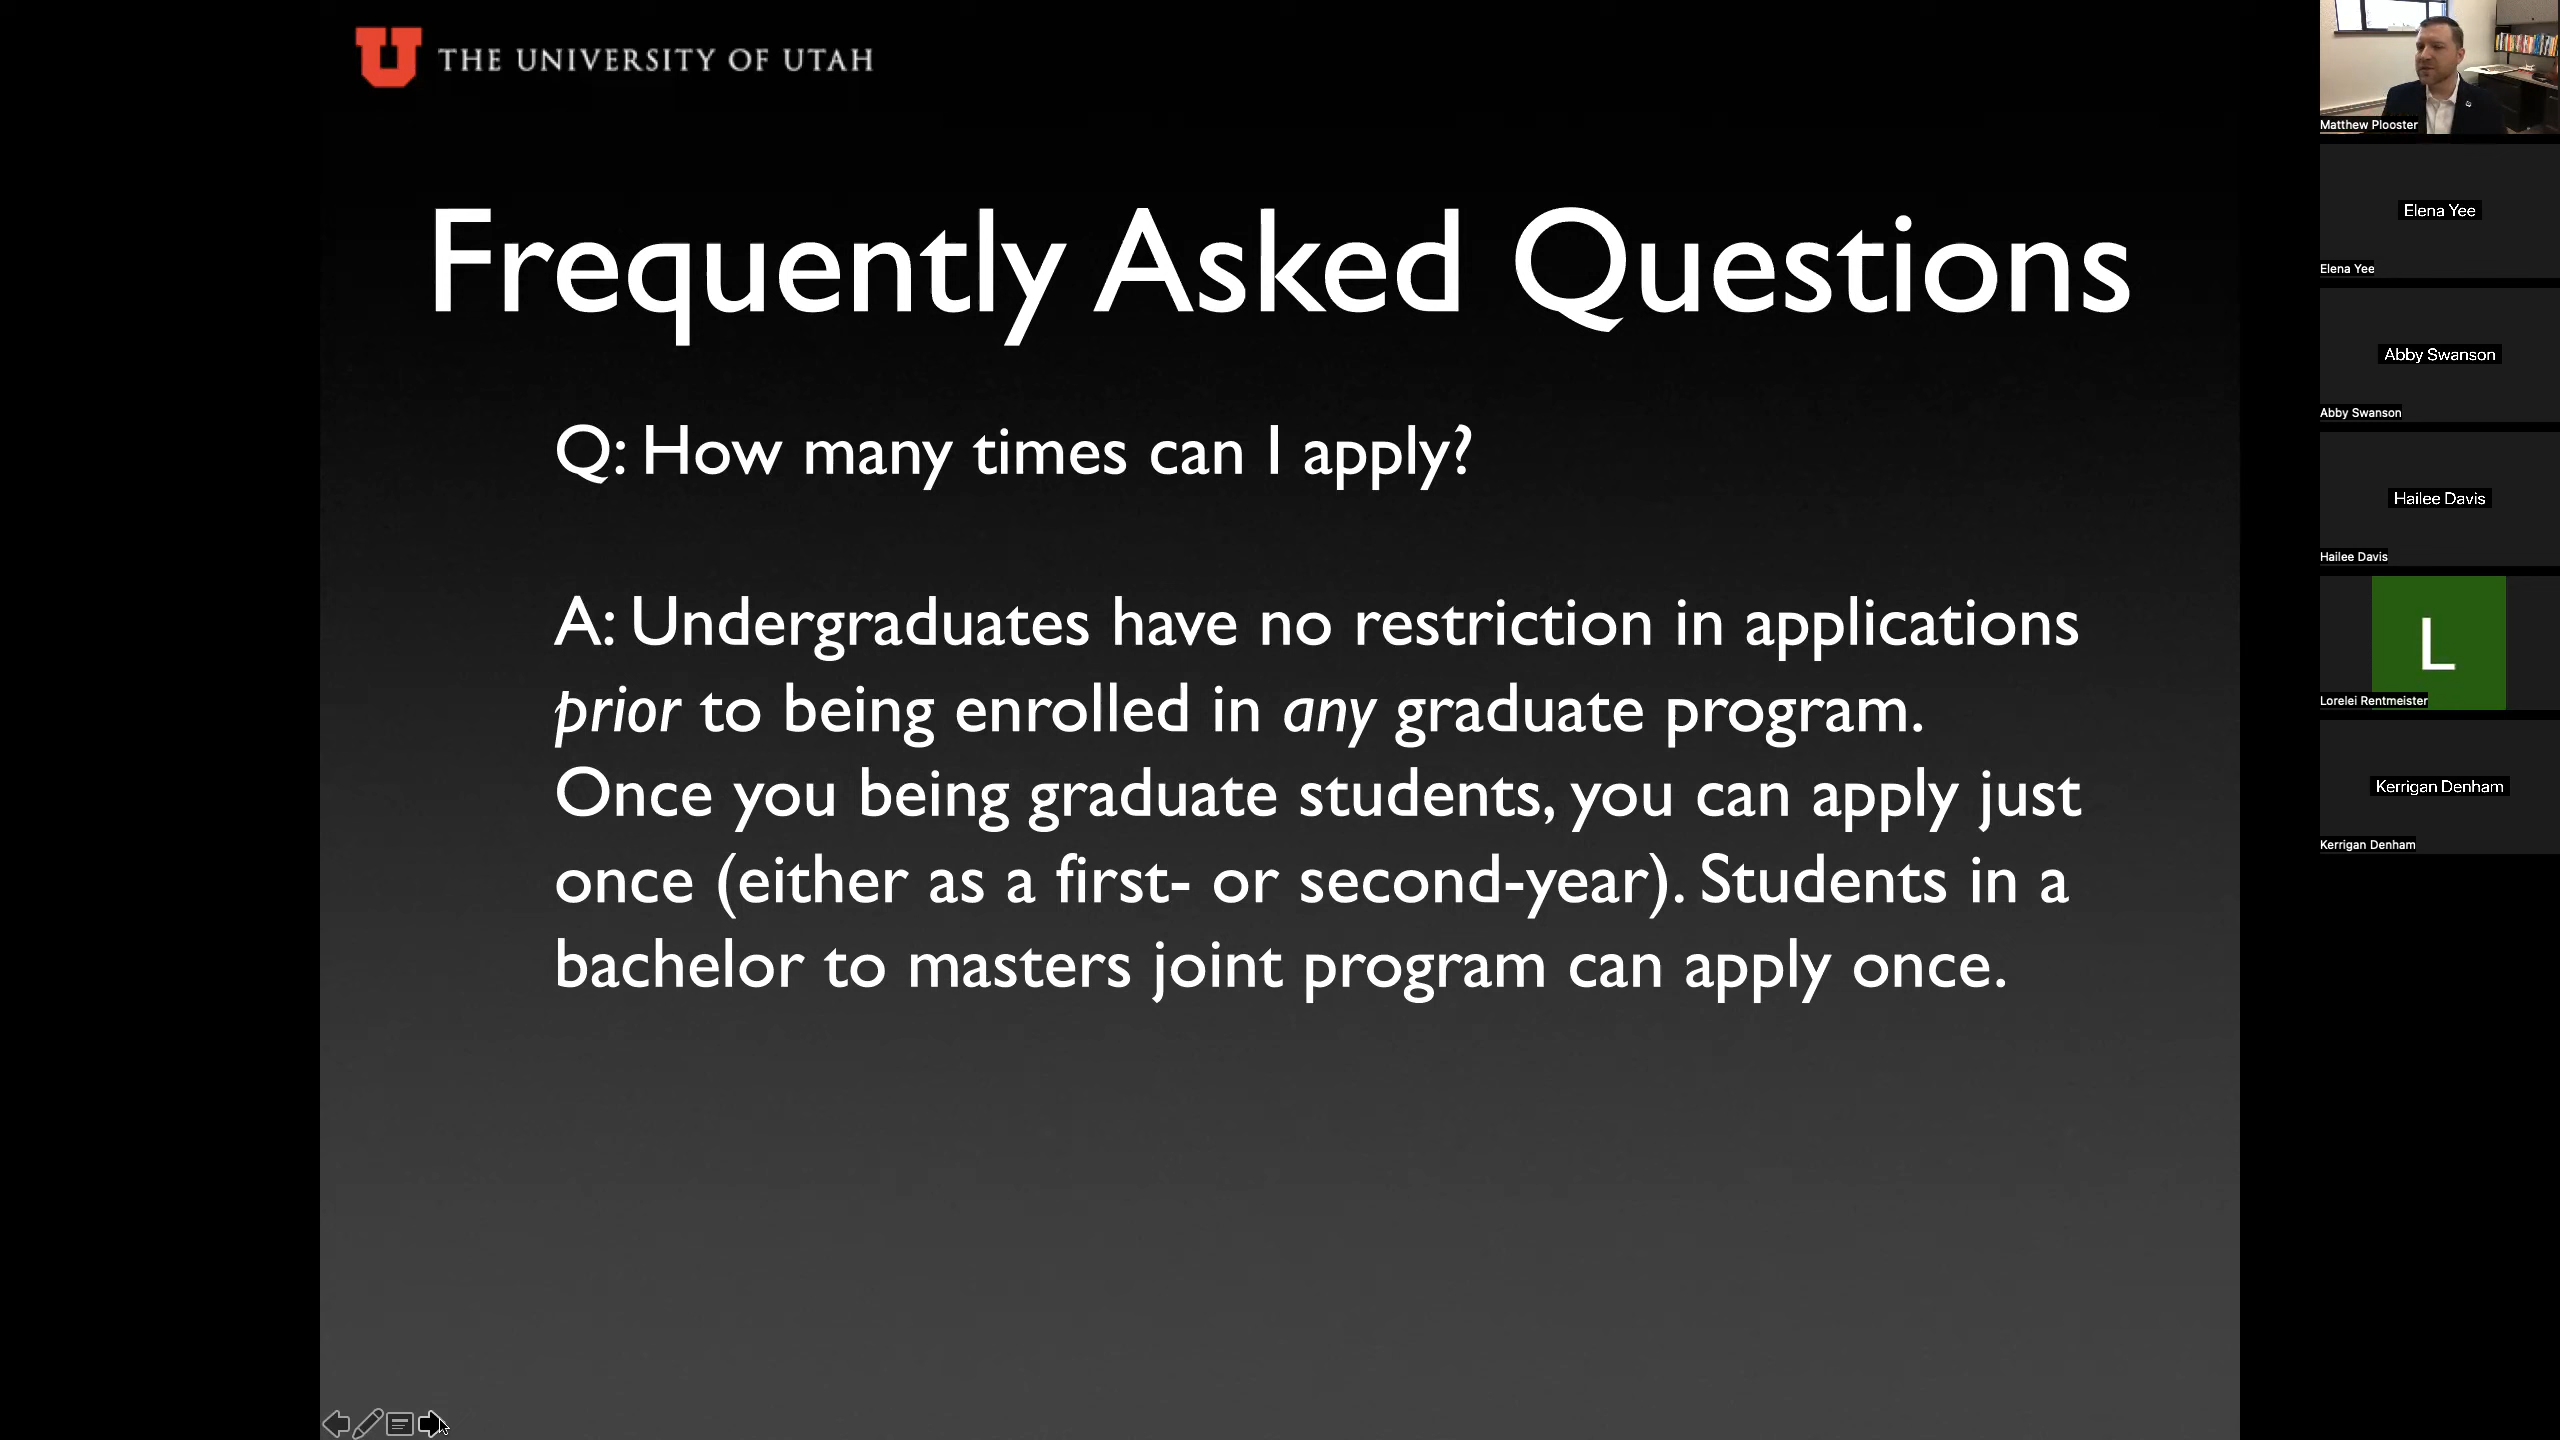 U THE UNIVERSITY OF UTAH
Frequently Asked Questions
Q: How many times can I apply?
A: Undergraduates have no restriction in applications
prior to being enrolled in any graduate program.
Once you being graduate students, you can apply just
once (either as a first- or second-year). Students in a
bachelor to masters joint program can apply once.
Matthew Plooster
Elena Yee
Elena Yee
Abby Swanson
Abby Swanson
Hailee Davis
Hailee Davis
L
Lorelei Rentmeister
Kerrigan Denham
Kerrigan Denham